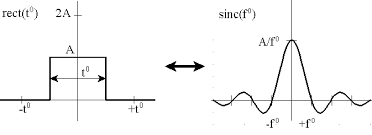 rect(t⁰) 2A
A
t⁰
-t⁰ +t⁰
sinc(f⁰)
A/f⁰
-f⁰ +f⁰